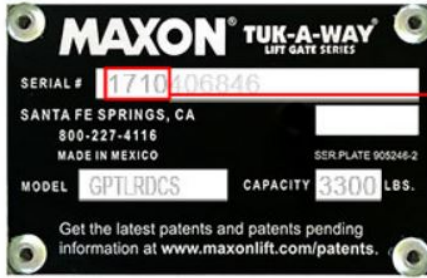 MAXON® TUK-A-WAY®
LIFT GATE SERIES
SERIAL # 1710406846
SANTA FE SPRINGS, CA
800-227-4116
MADE IN MEXICO
SER.PLATE 905246-2
MODEL GPTLRDCS CAPACITY 3300 LBS.
Get the latest patents and patents pending
information at www.maxonlift.com/patents.